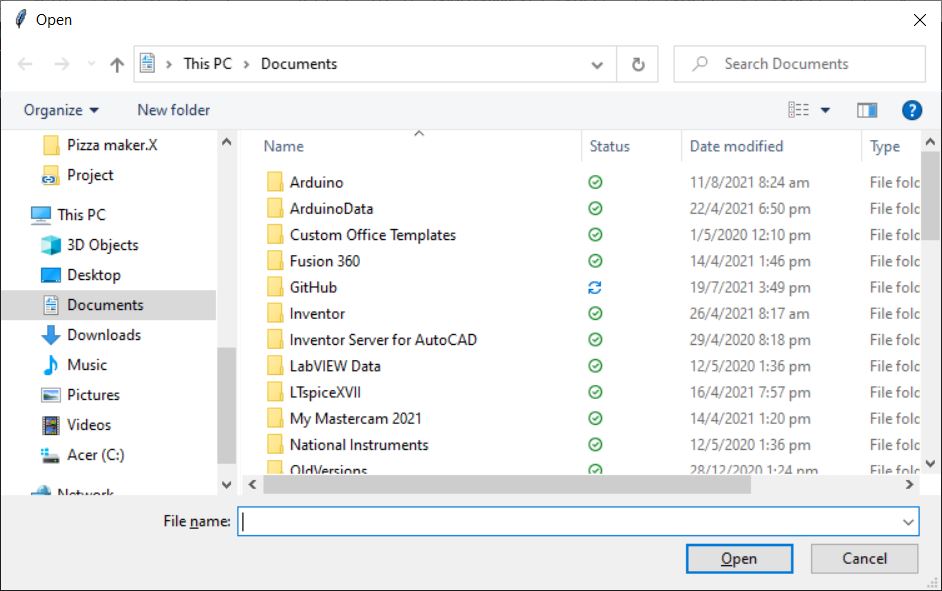 Open
This PC > Documents
Search Documents
Organize New folder
Pizza maker.X
Project
This PC
3D Objects
Desktop
Documents
Downloads
Music
Pictures
Videos
Acer (C:)
Network
Name Status Date modified Type
Arduino 11/8/2021 8:24 am File fold
ArduinoData 22/4/2021 6:50 pm File fold
Custom Office Templates 1/5/2020 12:10 pm File fold
Fusion 360 14/4/2021 1:46 pm File fold
GitHub 19/7/2021 3:49 pm File fold
Inventor 26/4/2021 8:17 am File fold
Inventor Server for AutoCAD 29/4/2020 8:18 pm File fold
LabVIEW Data 12/5/2020 1:36 pm File fold
LTspiceXVII 16/4/2021 7:57 pm File fold
My Mastercam 2021 14/4/2021 1:20 pm File fold
National Instruments 12/5/2020 1:36 pm File fold
OldVersions 28/12/2020 1:24 pm File fold
File name:
Open Cancel